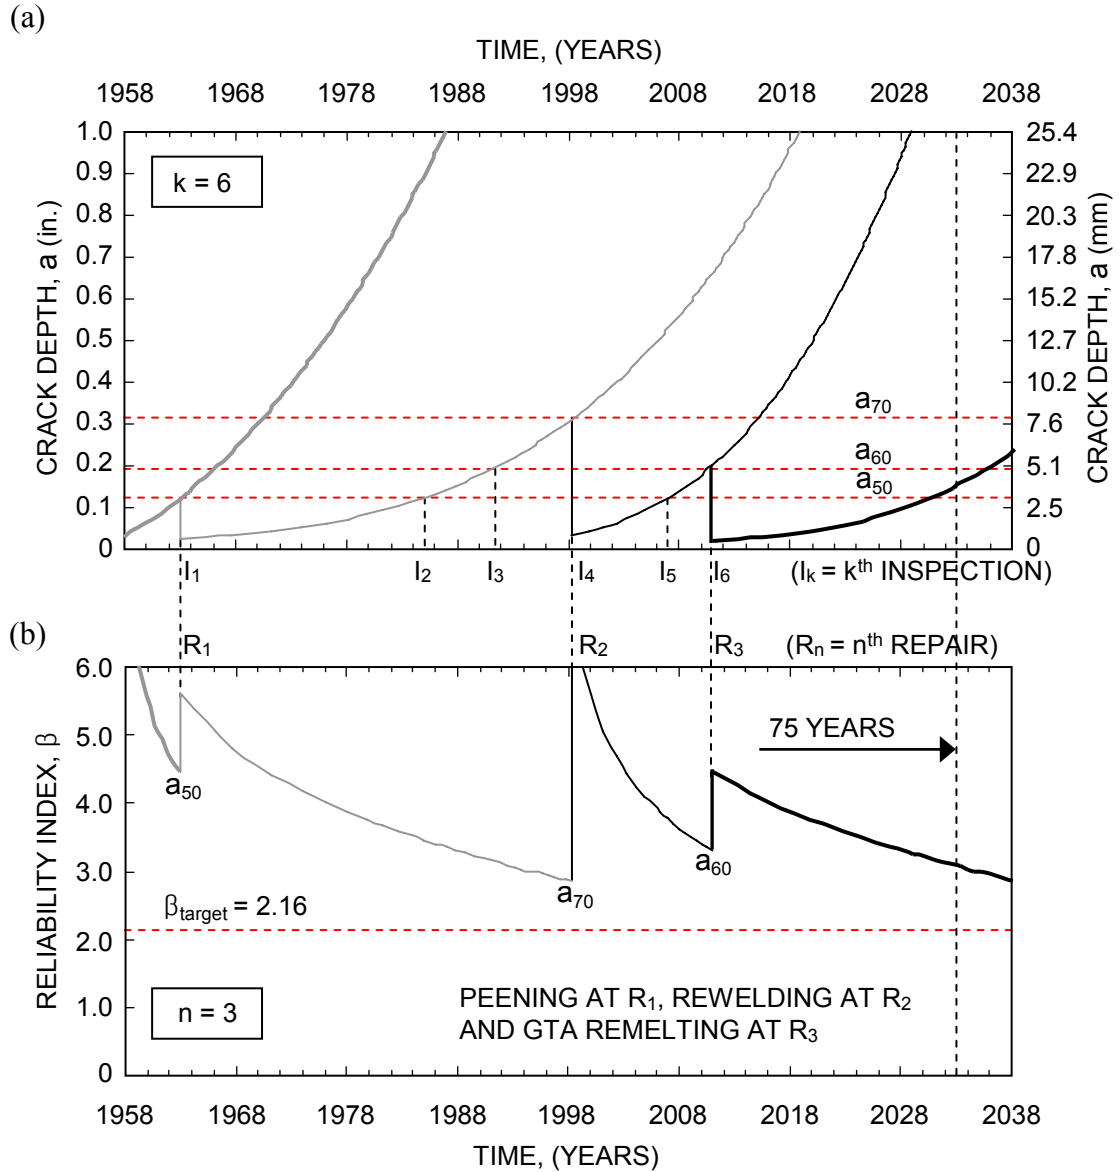 (a)
TIME, (YEARS)
1958 1968 1978 1988 1998 2008 2018 2028 2038
1.0 25.4
k = 6
0.9 22.9
0.8 20.3
0.7 17.8
0.6 15.2
0.5 12.7
0.4 10.2
a70
0.3 7.6
a60
0.2 5.1
a50
0.1 2.5
0 0
CRACK DEPTH, a (in.)
CRACK DEPTH, a (mm)
I1 I2 I3 I4 I5 I6 (Ik = kth INSPECTION)
(b)
R1 R2 R3 (Rn = nth REPAIR)
6.0
75 YEARS
5.0
a50
4.0
a60
3.0
a70
βtarget = 2.16
2.0
PEENING AT R1, REWELDING AT R2
n = 3
1.0
AND GTA REMELTING AT R3
0
RELIABILITY INDEX, β
1958 1968 1978 1988 1998 2008 2018 2028 2038
TIME, (YEARS)